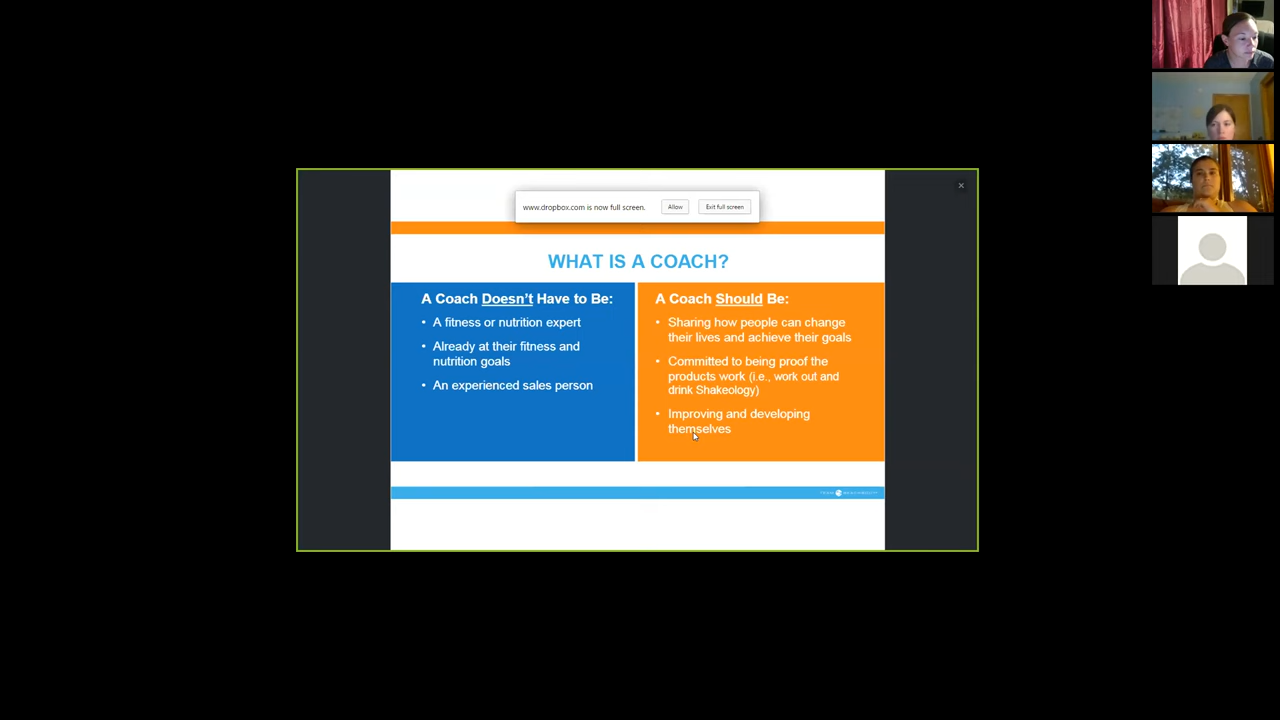 www.dropbox.com is now full screen.
Allow
Exit full screen
WHAT IS A COACH?
A Coach Doesn't Have to Be:
• A fitness or nutrition expert
• Already at their fitness and
nutrition goals
• An experienced sales person
A Coach Should Be:
• Sharing how people can change
their lives and achieve their goals
• Committed to being proof the
products work (i.e., work out and
drink Shakeology)
• Improving and developing
themselves